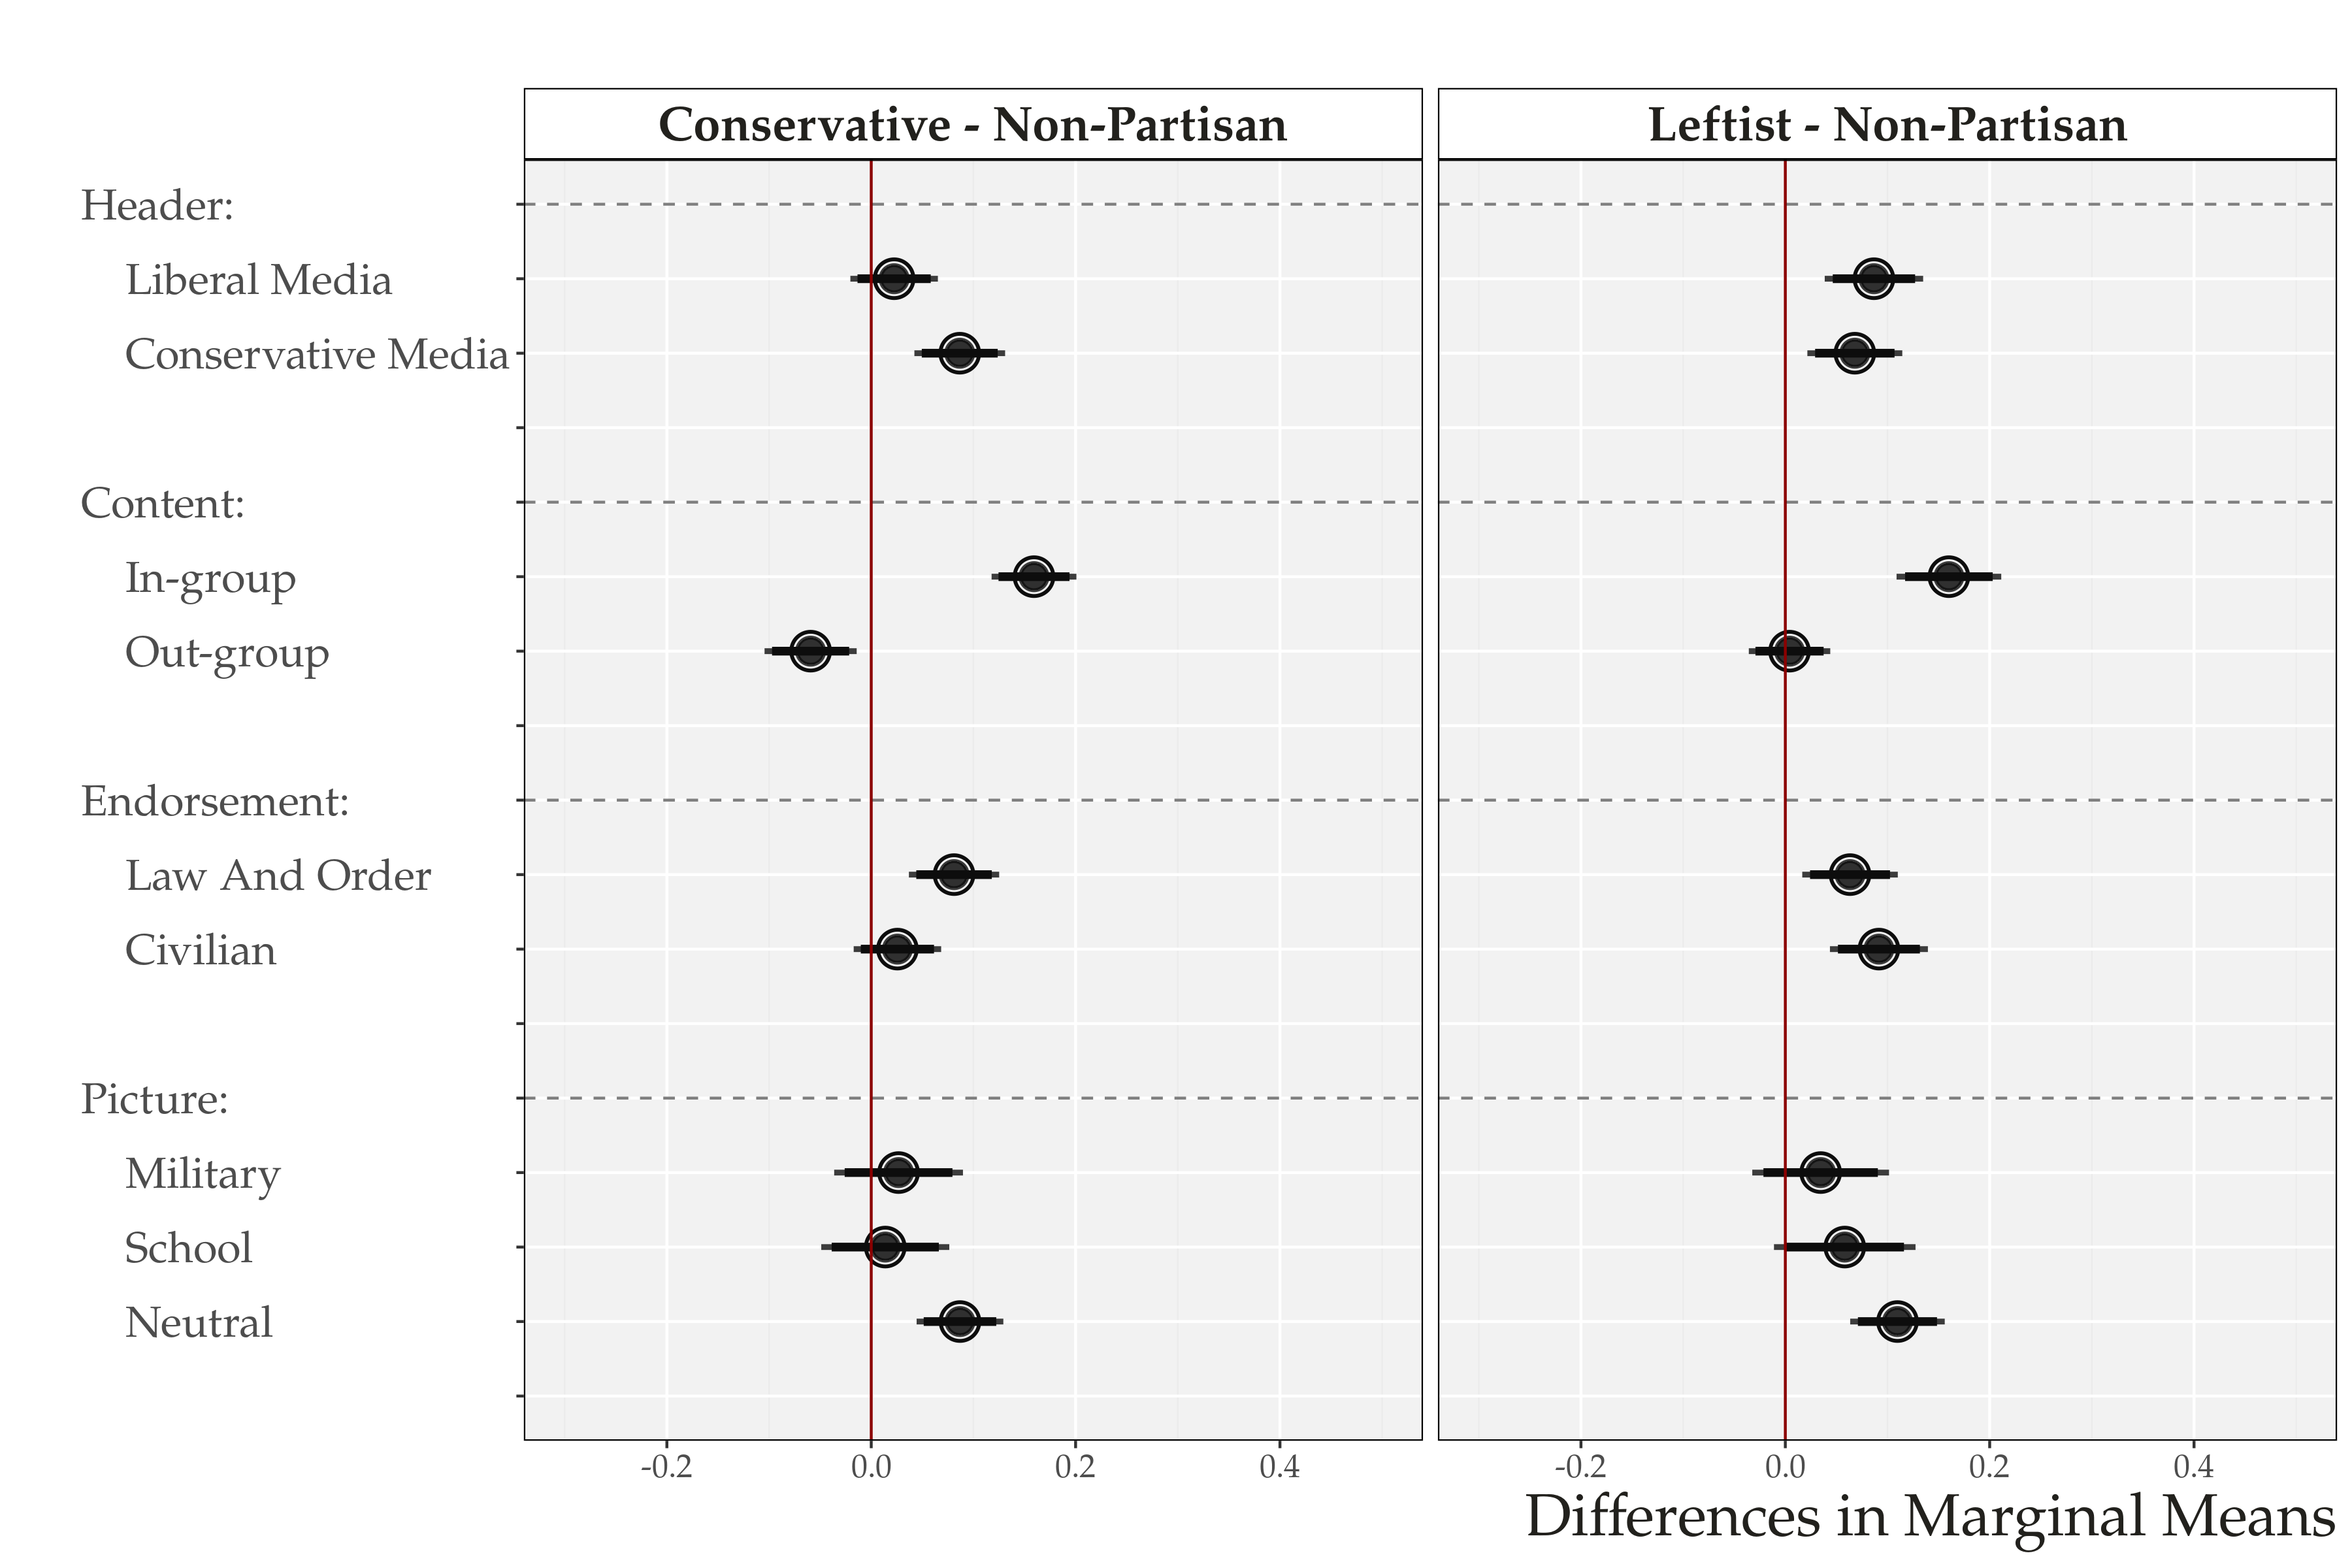 Conservative - Non-Partisan
Leftist - Non-Partisan
Header:
Liberal Media
Conservative Media
Content:
In-group
Out-group
Endorsement:
Law And Order
Civilian
Picture:
Military
School
Neutral
-0.2 0.0 0.2 0.4
-0.2 0.0 0.2 0.4
Differences in Marginal Means